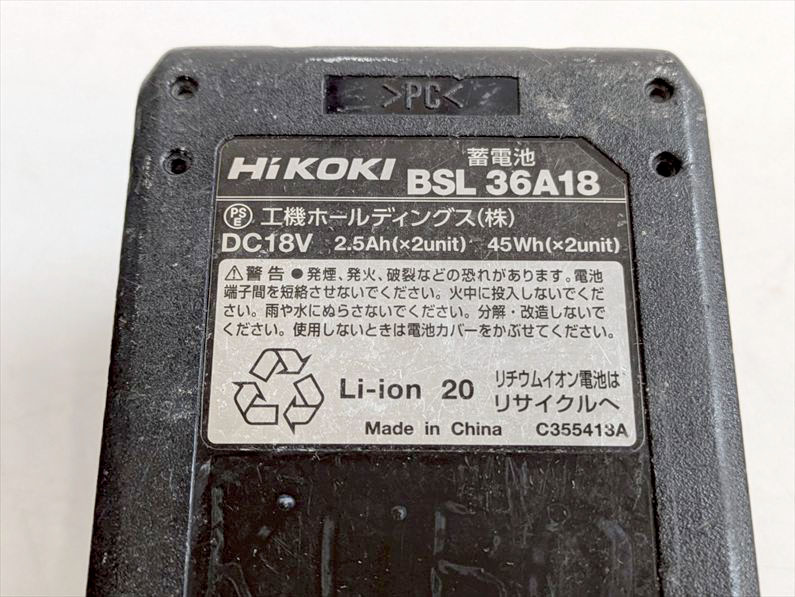 >PC<
HiKOKI 蓄電池
BSL 36A18
PSE 工機ホールディングス(株)
DC18V 2.5Ah(×2unit) 45Wh(×2unit)
⚠警告 ●発煙、発火、破裂などの恐れがあります。電池
端子間を短絡させないでください。火中に投入しないでくだ
さい。雨や水にぬらさないでください。分解・改造しないで
ください。使用しないときは電池カバーをかぶせてください。
Li-ion 20 リチウムイオン電池は
リサイクルへ
Made in China C355413A